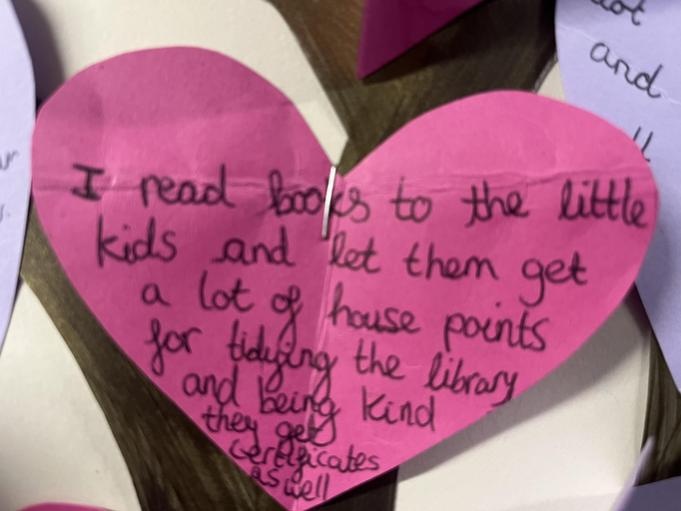 I read books to the little
kids and let them get
a lot of house points
for tidying the library
and being kind
they get
certificates
as well
and